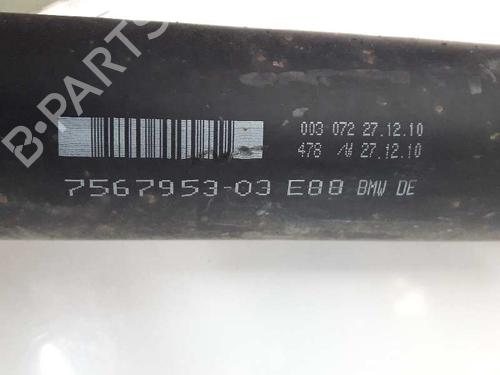 B-PARTS
003 072 27.12.10
478 /W 27.12.10
7567953-03 E88 BMW DE